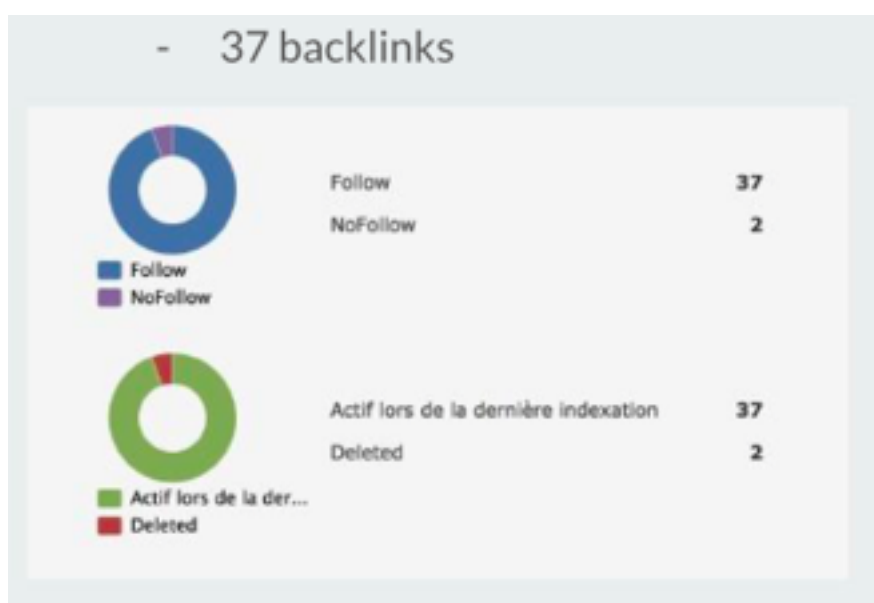 - 37 backlinks
Follow 37
NoFollow 2
Follow
NoFollow
Actif lors de la dernière indexation 37
Deleted 2
Actif lors de la der...
Deleted